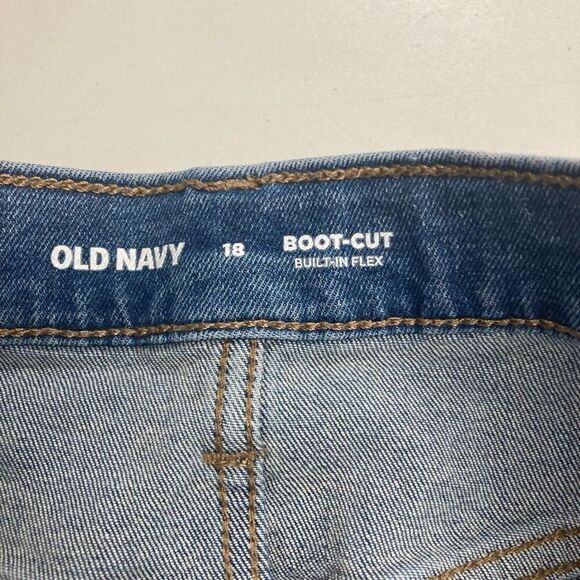 OLD NAVY
18
BOOT-CUT
BUILT-IN FLEX